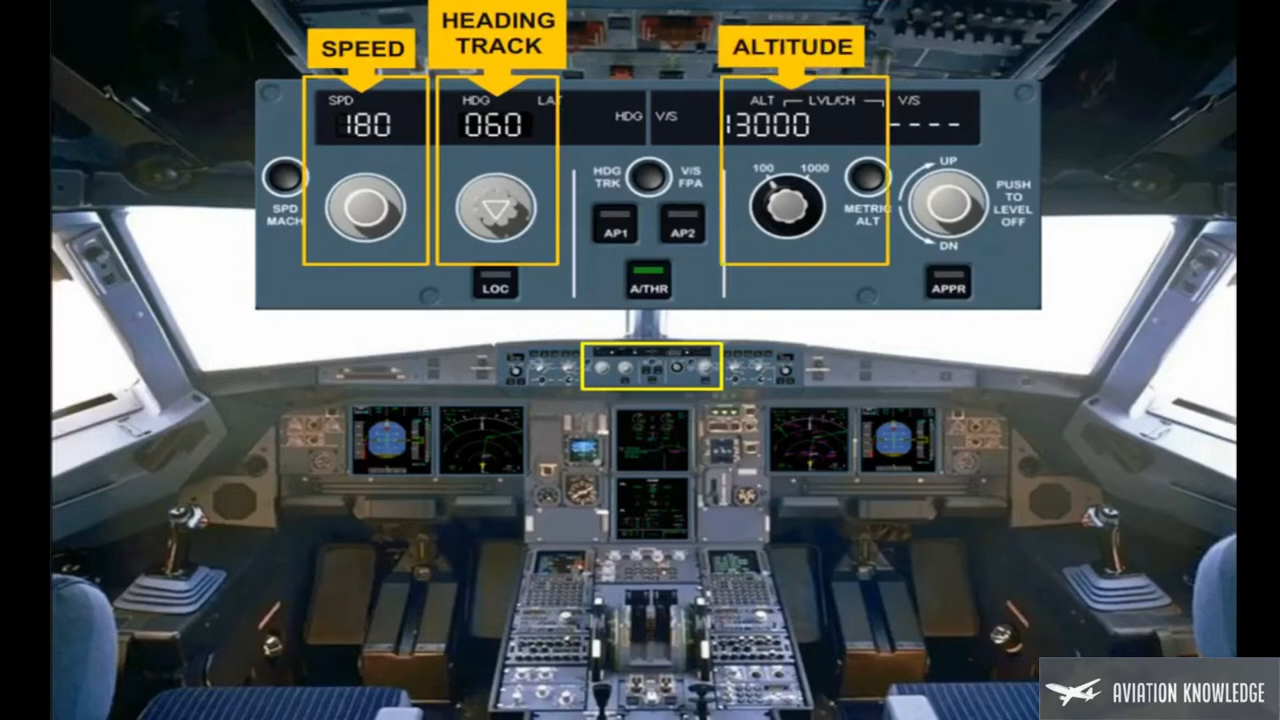 SPEED
HEADING
TRACK
ALTITUDE
SPD
HDG
LAT
ALT
LVL/CH
V/S
180
060
HDG
V/S
13000
----
HDG
TRK
V/S
FPA
100
1000
UP
SPD
MACH
METRIC
ALT
PUSH
TO
LEVEL
OFF
AP1
AP2
DN
LOC
A/THR
APPR
AVIATION KNOWLEDGE